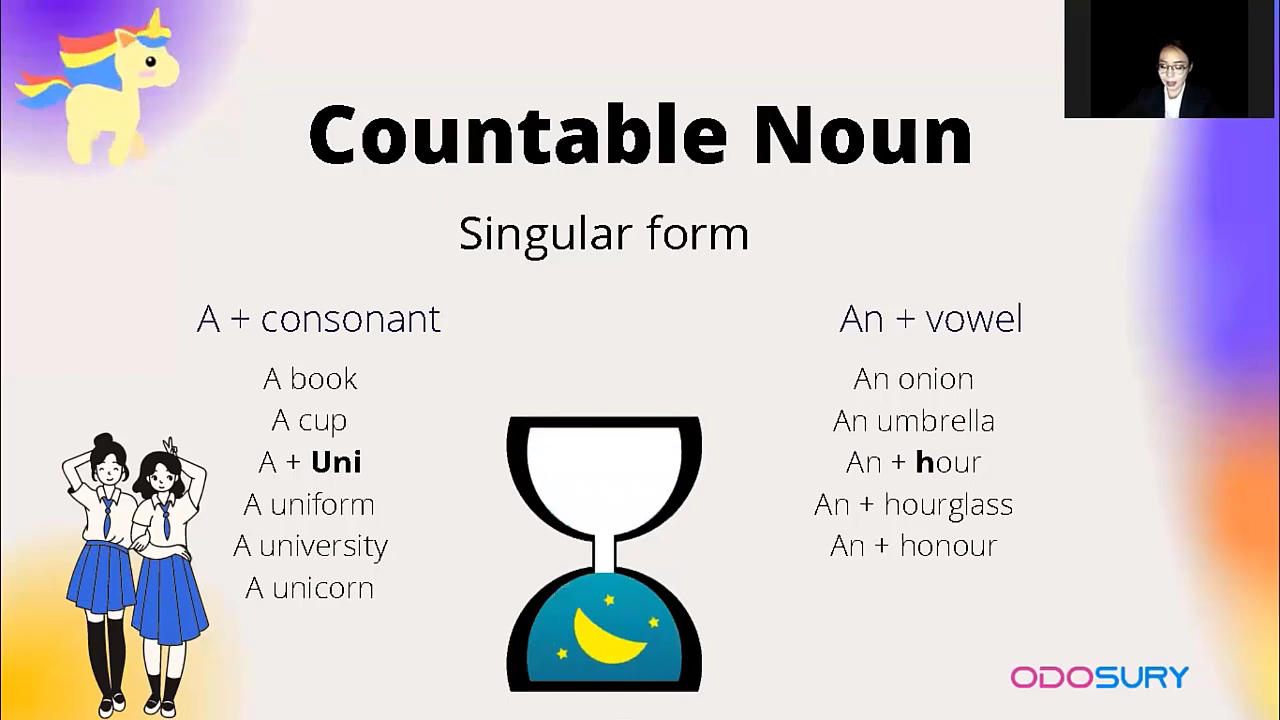 Countable Noun
Singular form
A + consonant
A book
A cup
A + Uni
A uniform
A university
A unicorn
An + vowel
An onion
An umbrella
An + hour
An + hourglass
An + honour
ODOSURY